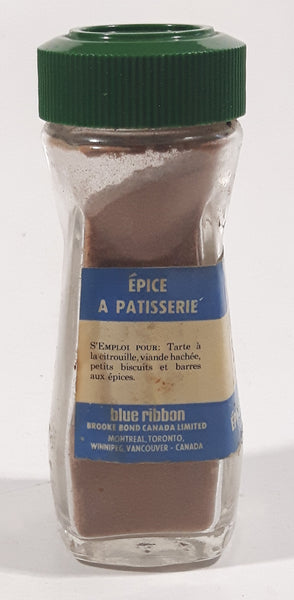 ÉPICE
A PATISSERIE
S'EMPLOI POUR: Tarte à
la citrouille, viande hachée,
petits biscuits et barres
aux épices.
blue ribbon
BROOKE BOND CANADA LIMITED
MONTREAL, TORONTO,
WINNIPEG, VANCOUVER - CANADA